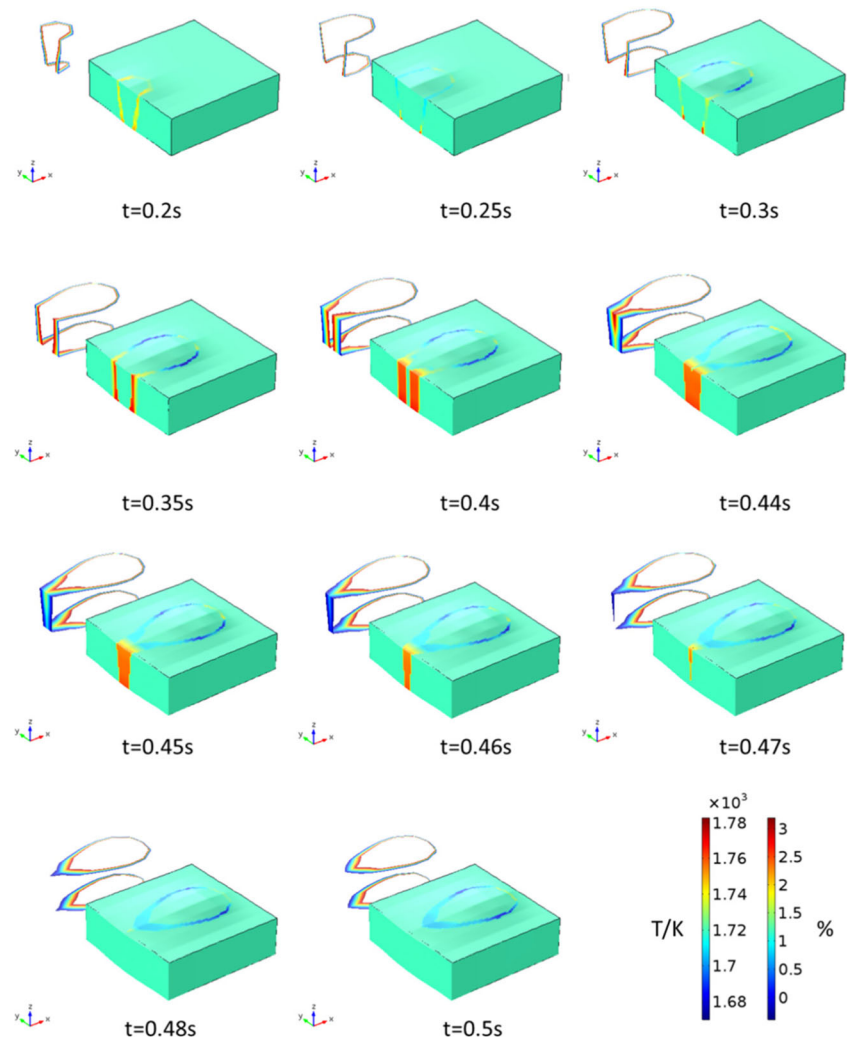 z
y x
z
y x
z
y x
t=0.2s t=0.25s t=0.3s
z
y x
z
y x
z
y x
t=0.35s t=0.4s t=0.44s
z
y x
z
y x
z
y x
t=0.45s t=0.46s t=0.47s
z
y x
z
y x
t=0.48s t=0.5s
×10³
1.78
1.76
1.74
1.72
1.7
1.68
T/K
3
2.5
2
1.5
1
0.5
0
%